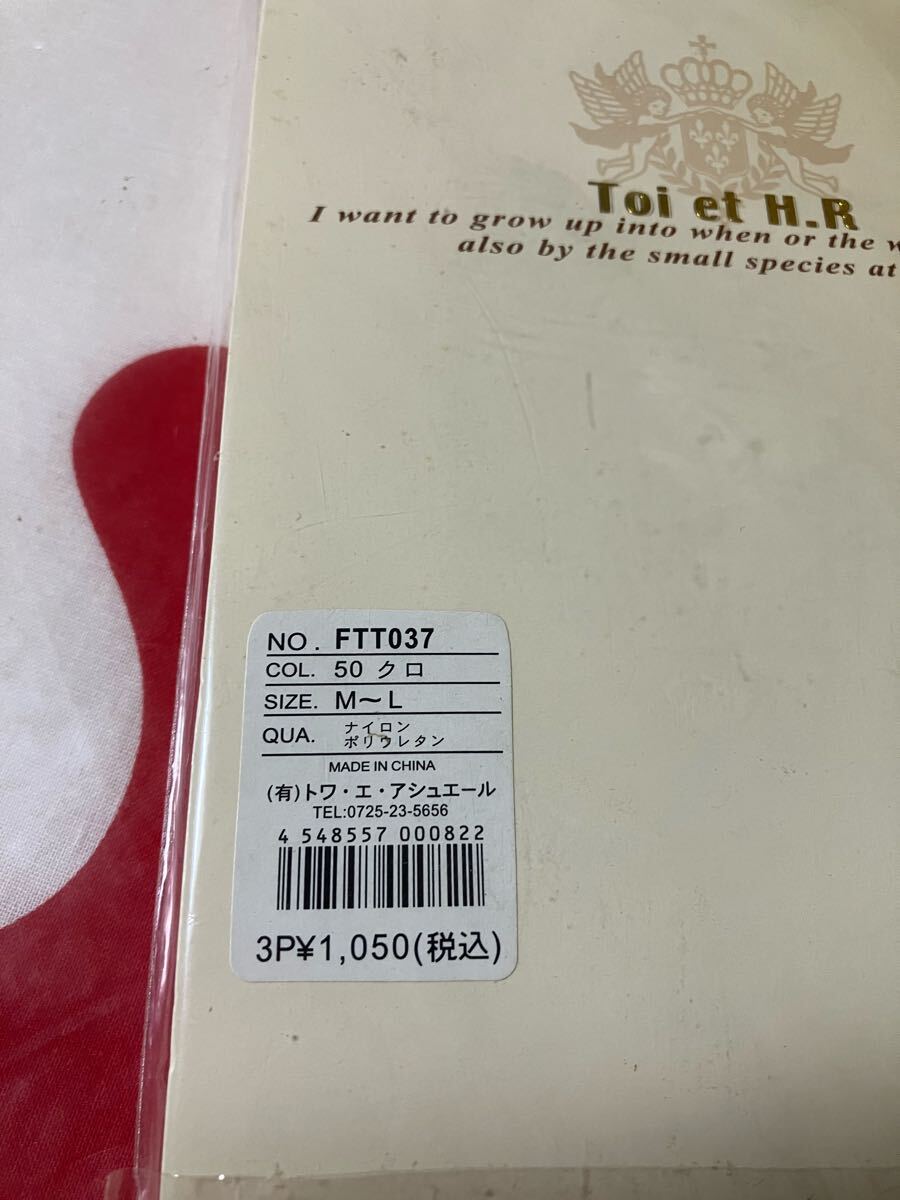 Toi et H.R
I want to grow up into when or the
also by the small species at
NO. FTT037
COL. 50 クロ
SIZE. M～L
QUA. ナイロン
ポリウレタン
MADE IN CHINA
(有)トワ・エ・アシュエール
TEL:0725-23-5656
4 548557 000822
3P¥1,050(税込)